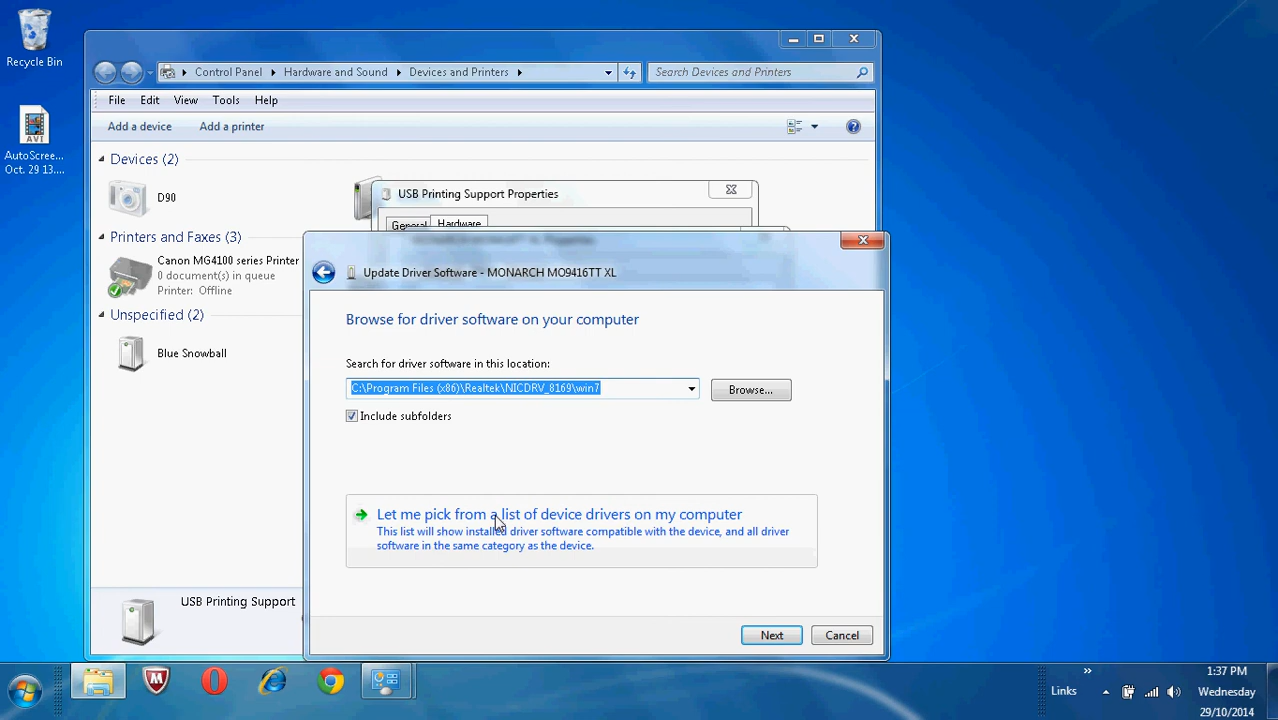 Recycle Bin
AutoScree...
Oct. 29 13....
Control Panel
Hardware and Sound
Devices and Printers
Search Devices and Printers
File
Edit
View
Tools
Help
Add a device
Add a printer
Devices (2)
D90
Printers and Faxes (3)
Canon MG4100 series Printer
0 document(s) in queue
Printer: Offline
Unspecified (2)
Blue Snowball
USB Printing Support
USB Printing Support Properties
General
Hardware
Update Driver Software - MONARCH MO9416TT XL
Browse for driver software on your computer
Search for driver software in this location:
C:\Program Files (x86)\Realtek\NICDRV_8169\win7
Browse...
Include subfolders
Let me pick from a list of device drivers on my computer
This list will show installed driver software compatible with the device, and all driver
software in the same category as the device.
Next
Cancel
Links
1:37 PM
Wednesday
29/10/2014